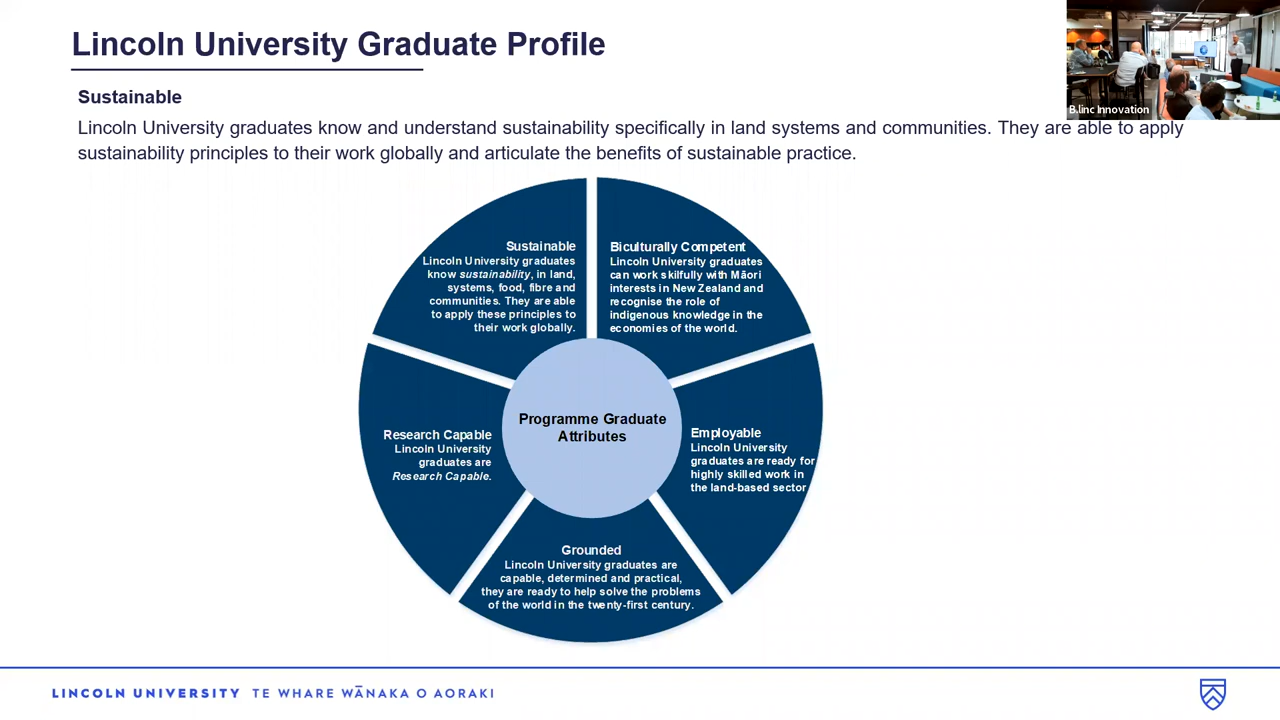 Lincoln University Graduate Profile
B.linc Innovation
Sustainable
Lincoln University graduates know and understand sustainability specifically in land systems and communities. They are able to apply
sustainability principles to their work globally and articulate the benefits of sustainable practice.
Sustainable
Lincoln University graduates
know sustainability, in land,
systems, food, fibre and
communities. They are able
to apply these principles to
their work globally.
Biculturally Competent
Lincoln University graduates
can work skilfully with Māori
interests in New Zealand and
recognise the role of
indigenous knowledge in the
economies of the world.
Programme Graduate
Attributes
Research Capable
Lincoln University
graduates are
Research Capable.
Employable
Lincoln University
graduates are ready for
highly skilled work in
the land-based sector
Grounded
Lincoln University graduates are
capable, determined and practical,
they are ready to help solve the problems
of the world in the twenty-first century.
LINCOLN UNIVERSITY TE WHARE WĀNAKA O AORAKI